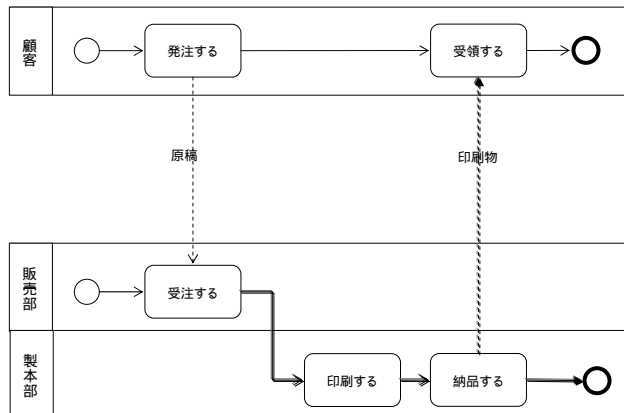 顧客
発注する
受領する
原稿
印刷物
販売部
受注する
製本部
印刷する
納品する